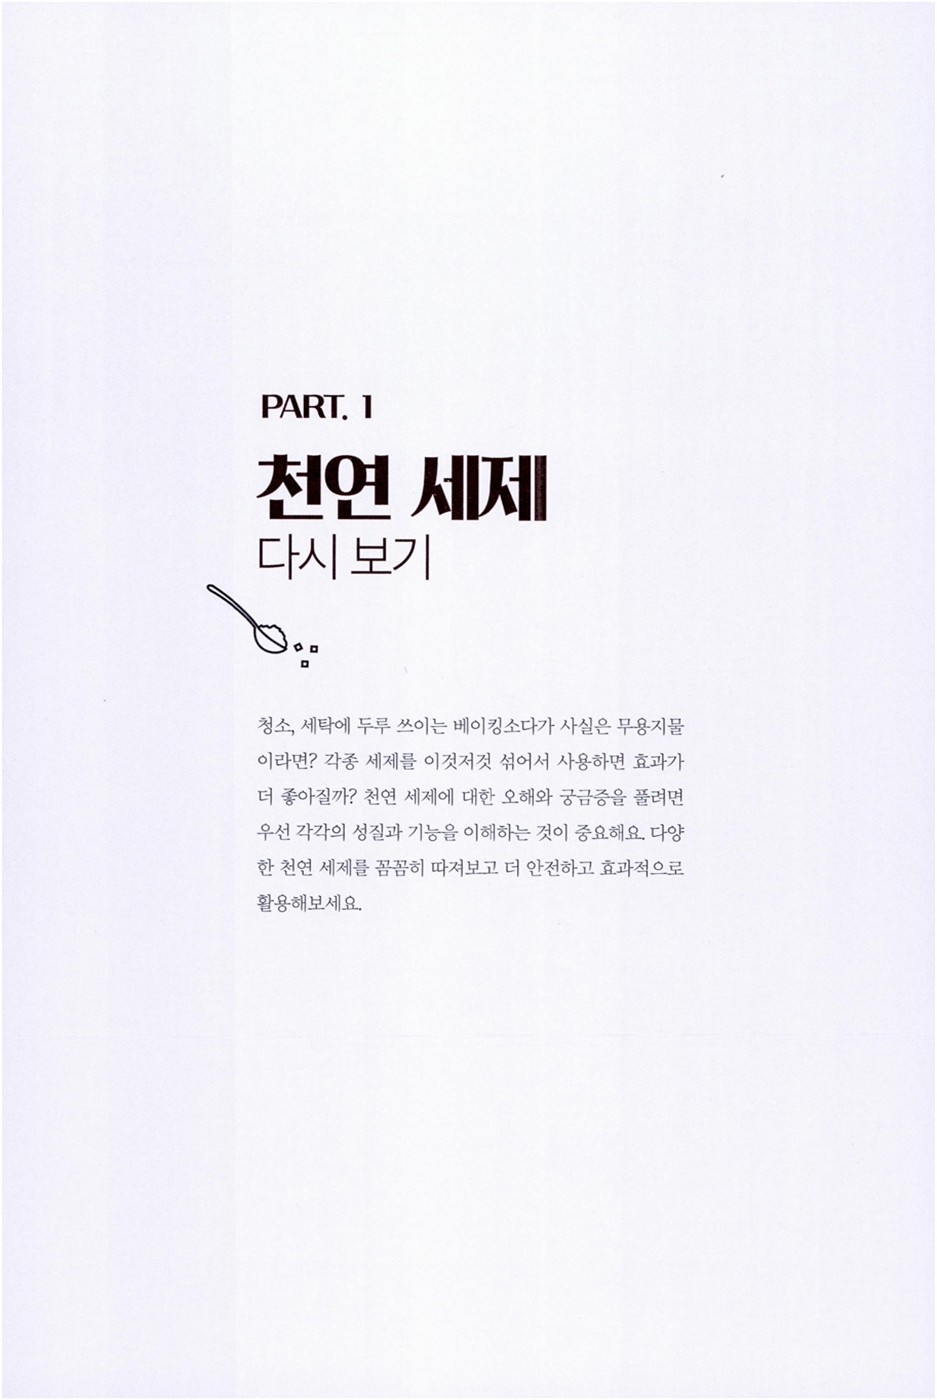 PART. 1
천연 세제
다시 보기
청소, 세탁에 두루 쓰이는 베이킹소다가 사실은 무용지물
이라면? 각종 세제를 이것저것 섞어서 사용하면 효과가
더 좋아질까? 천연 세제에 대한 오해와 궁금증을 풀려면
우선 각각의 성질과 기능을 이해하는 것이 중요해요. 다양
한 천연 세제를 꼼꼼히 따져보고 더 안전하고 효과적으로
활용해보세요.